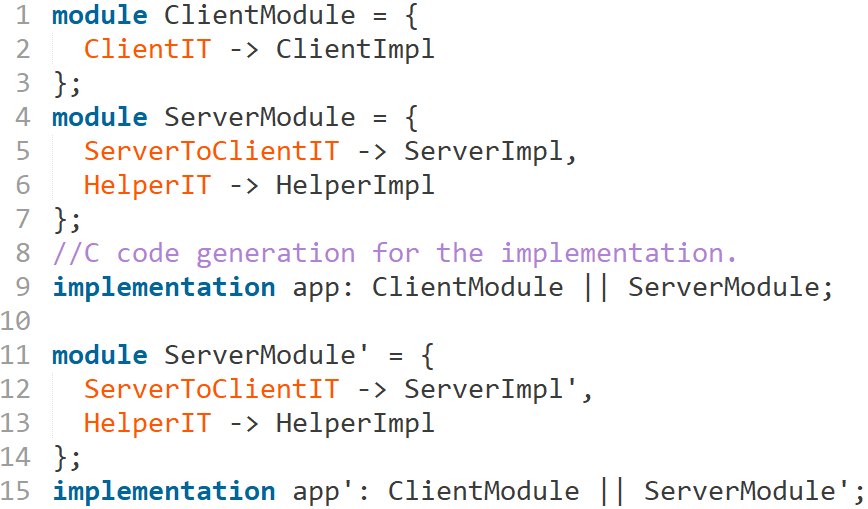 1 module ClientModule = {
2   ClientIT -> ClientImpl
3 };
4 module ServerModule = {
5   ServerToClientIT -> ServerImpl,
6   HelperIT -> HelperImpl
7 };
8 //C code generation for the implementation.
9 implementation app: ClientModule || ServerModule;
10
11 module ServerModule' = {
12   ServerToClientIT -> ServerImpl',
13   HelperIT -> HelperImpl
14 };
15 implementation app': ClientModule || ServerModule';